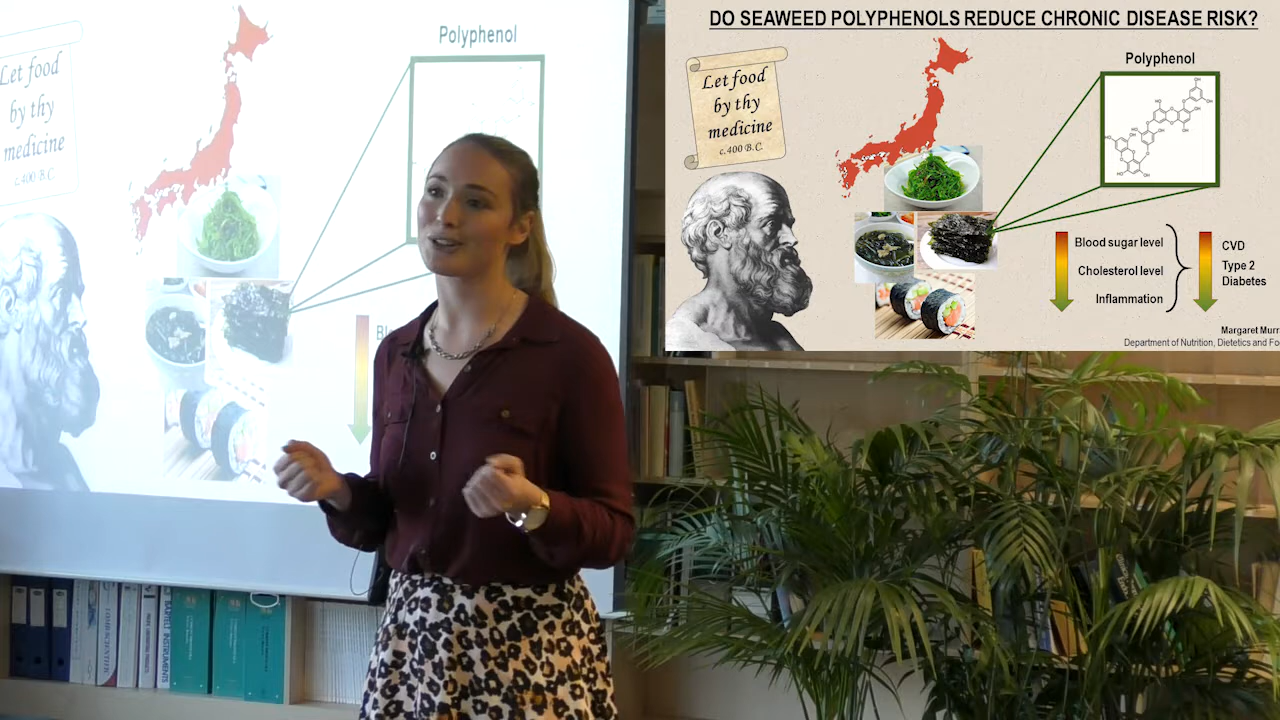 Polyphenol
Let food
by thy
medicine
c.400 B.C.
DO SEAWEED POLYPHENOLS REDUCE CHRONIC DISEASE RISK?
Let food
by thy
medicine
c.400 B.C.
Polyphenol
Blood sugar level
Cholesterol level
Inflammation
CVD
Type 2
Diabetes
Margaret Murr
Department of Nutrition, Dietetics and Fo